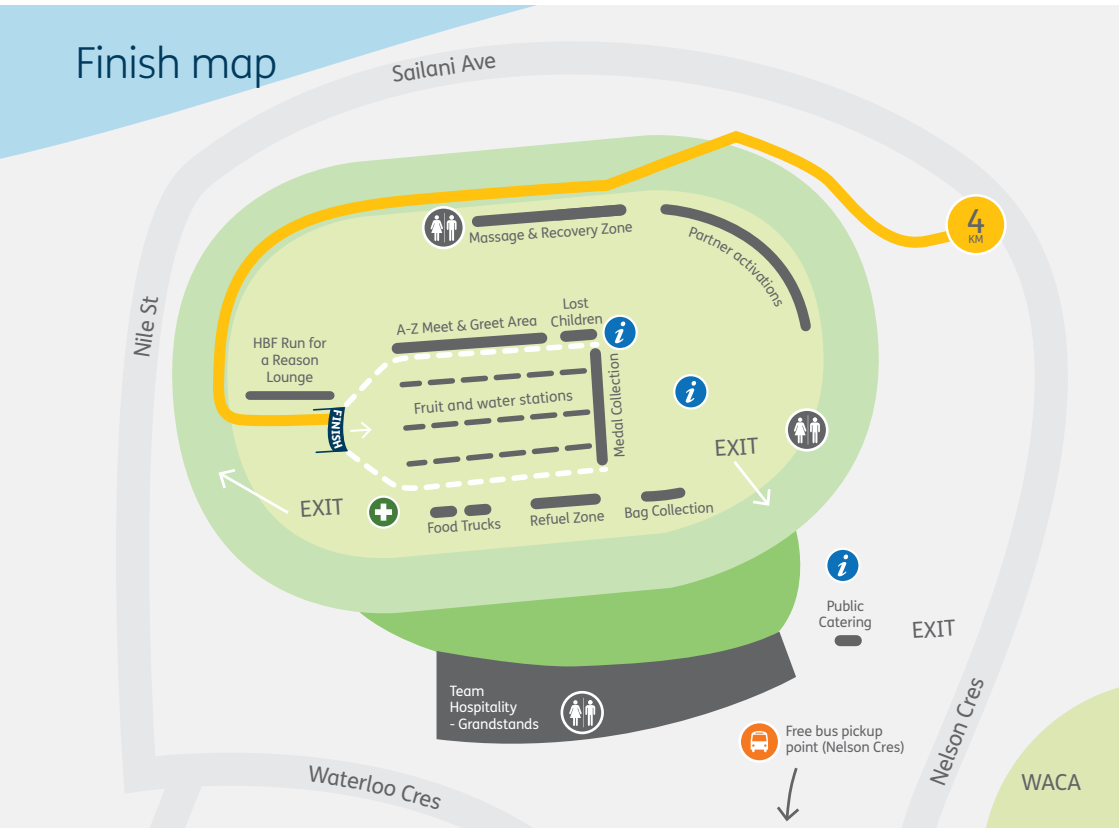 Finish map
Sailani Ave
4
KM
Massage & Recovery Zone
Partner activations
Nile St
Lost
Children
A-Z Meet & Greet Area
HBF Run for
a Reason
Lounge
Fruit and water stations
Medal Collection
FINISH
EXIT
EXIT
Food Trucks
Refuel Zone
Bag Collection
Public
Catering
EXIT
Team
Hospitality
- Grandstands
Free bus pickup
point (Nelson Cres)
Nelson Cres
Waterloo Cres
WACA